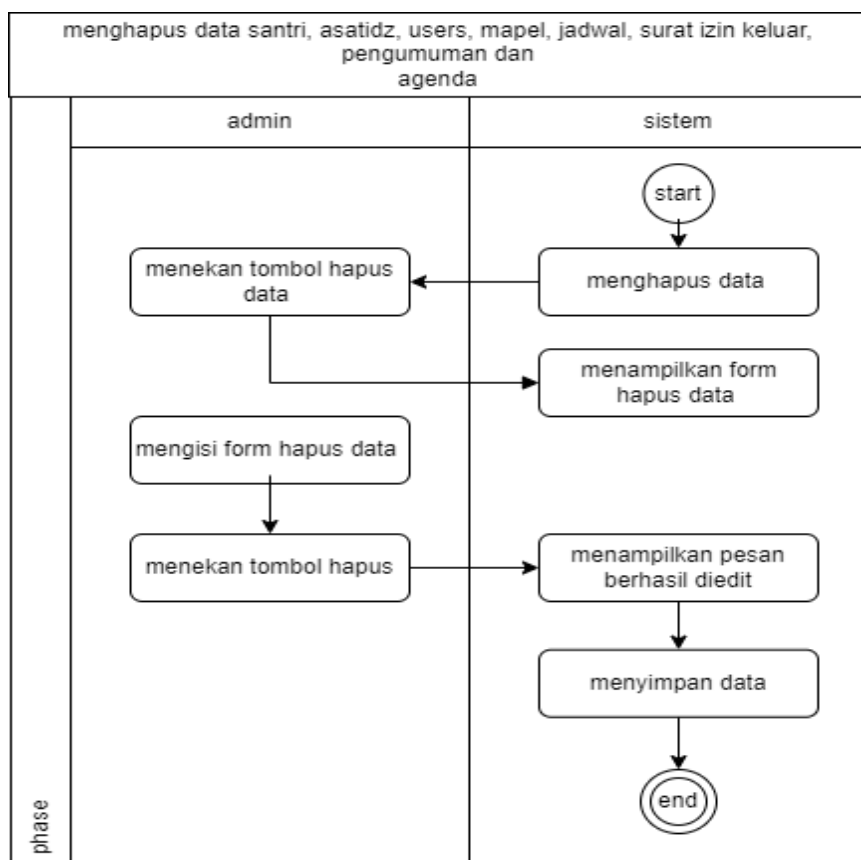 menghapus data santri, asatidz, users, mapel, jadwal, surat izin keluar,
pengumuman dan
agenda
admin
sistem
start
menekan tombol hapus
data
menghapus data
menampilkan form
hapus data
mengisi form hapus data
menekan tombol hapus
menampilkan pesan
berhasil diedit
menyimpan data
end
phase